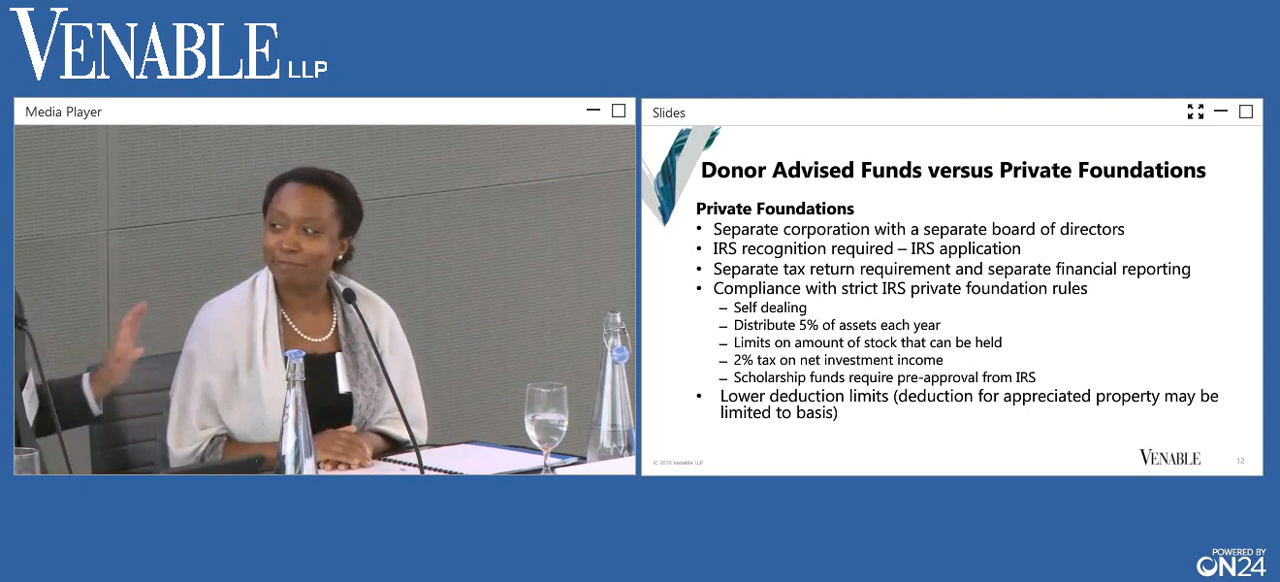 VENABLE LLP
Media Player
Slides
Donor Advised Funds versus Private Foundations
Private Foundations
• Separate corporation with a separate board of directors
• IRS recognition required – IRS application
• Separate tax return requirement and separate financial reporting
• Compliance with strict IRS private foundation rules
– Self dealing
– Distribute 5% of assets each year
– Limits on amount of stock that can be held
– 2% tax on net investment income
– Scholarship funds require pre-approval from IRS
• Lower deduction limits (deduction for appreciated property may be
limited to basis)
© 2018 Venable LLP
VENABLE
12
POWERED BY
ON24